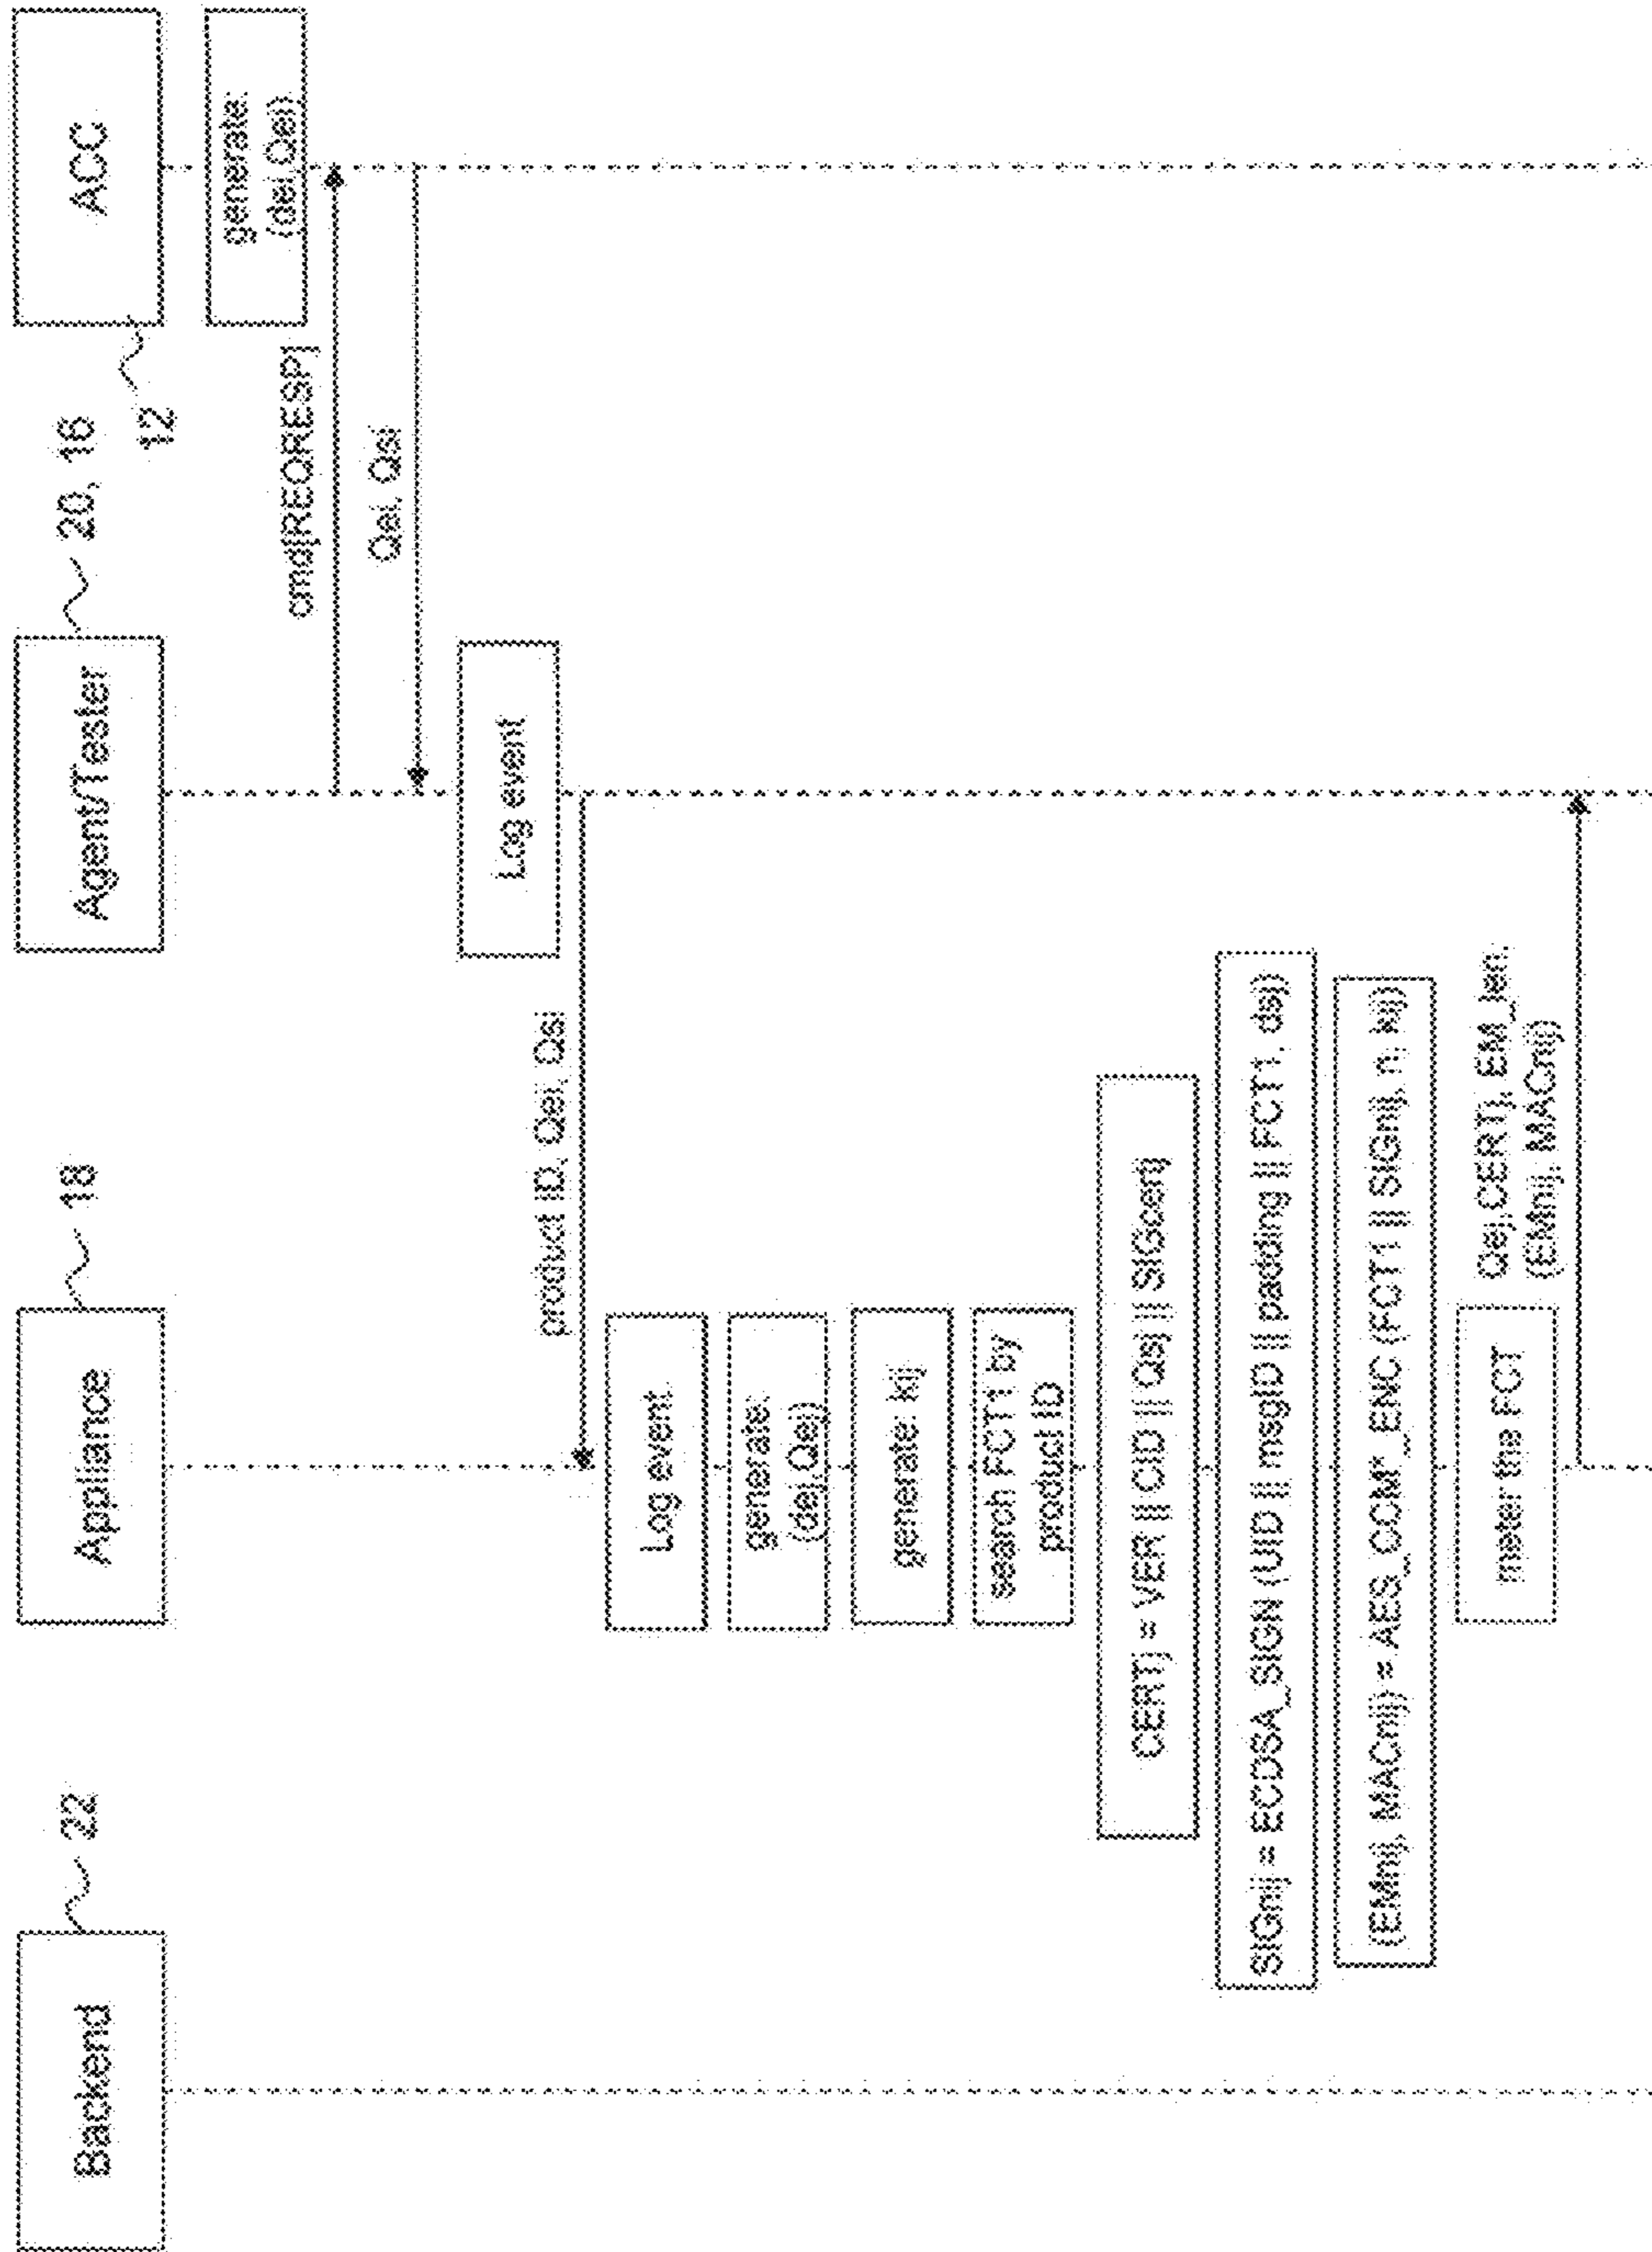 Backend
22
Appliance
18
Agent/Tester
20, 16
ACC
12
generate:
(dei,Qei)
cmd[REQRESP]
Qei, Qsi
Log event
product ID, Qei, Qsi
Log event
generate:
(dej,Qej)
generate: kij
search FCT1 by
product ID
CERTj = VER || CID || Qsj || SIGcertj
SIGnij = ECDSA_SIGN (UID || msgID || padding || FCT1, dsj)
(EMnij, MACnij) = AES_CCM*_ENC (FCT1 || SIGnij, n, kij)
meter the FCT
Qej,CERTj, EM_len,
(EMnij, MACnij)